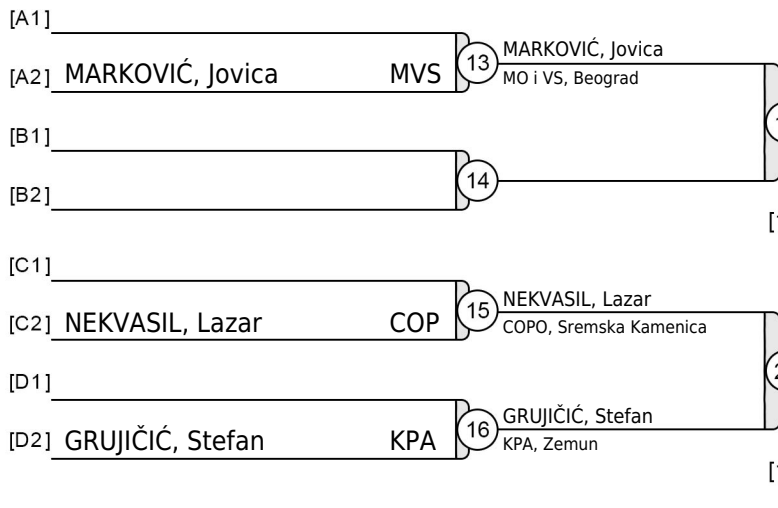 [A1]
[A2] MARKOVIĆ, Jovica MVS
13
MARKOVIĆ, Jovica
MO i VS, Beograd
[B1]
14
[B2]
[C1]
[C2] NEKVASIL, Lazar COP
15
NEKVASIL, Lazar
COPO, Sremska Kamenica
[D1]
[D2] GRUJIČIĆ, Stefan KPA
16
GRUJIČIĆ, Stefan
KPA, Zemun